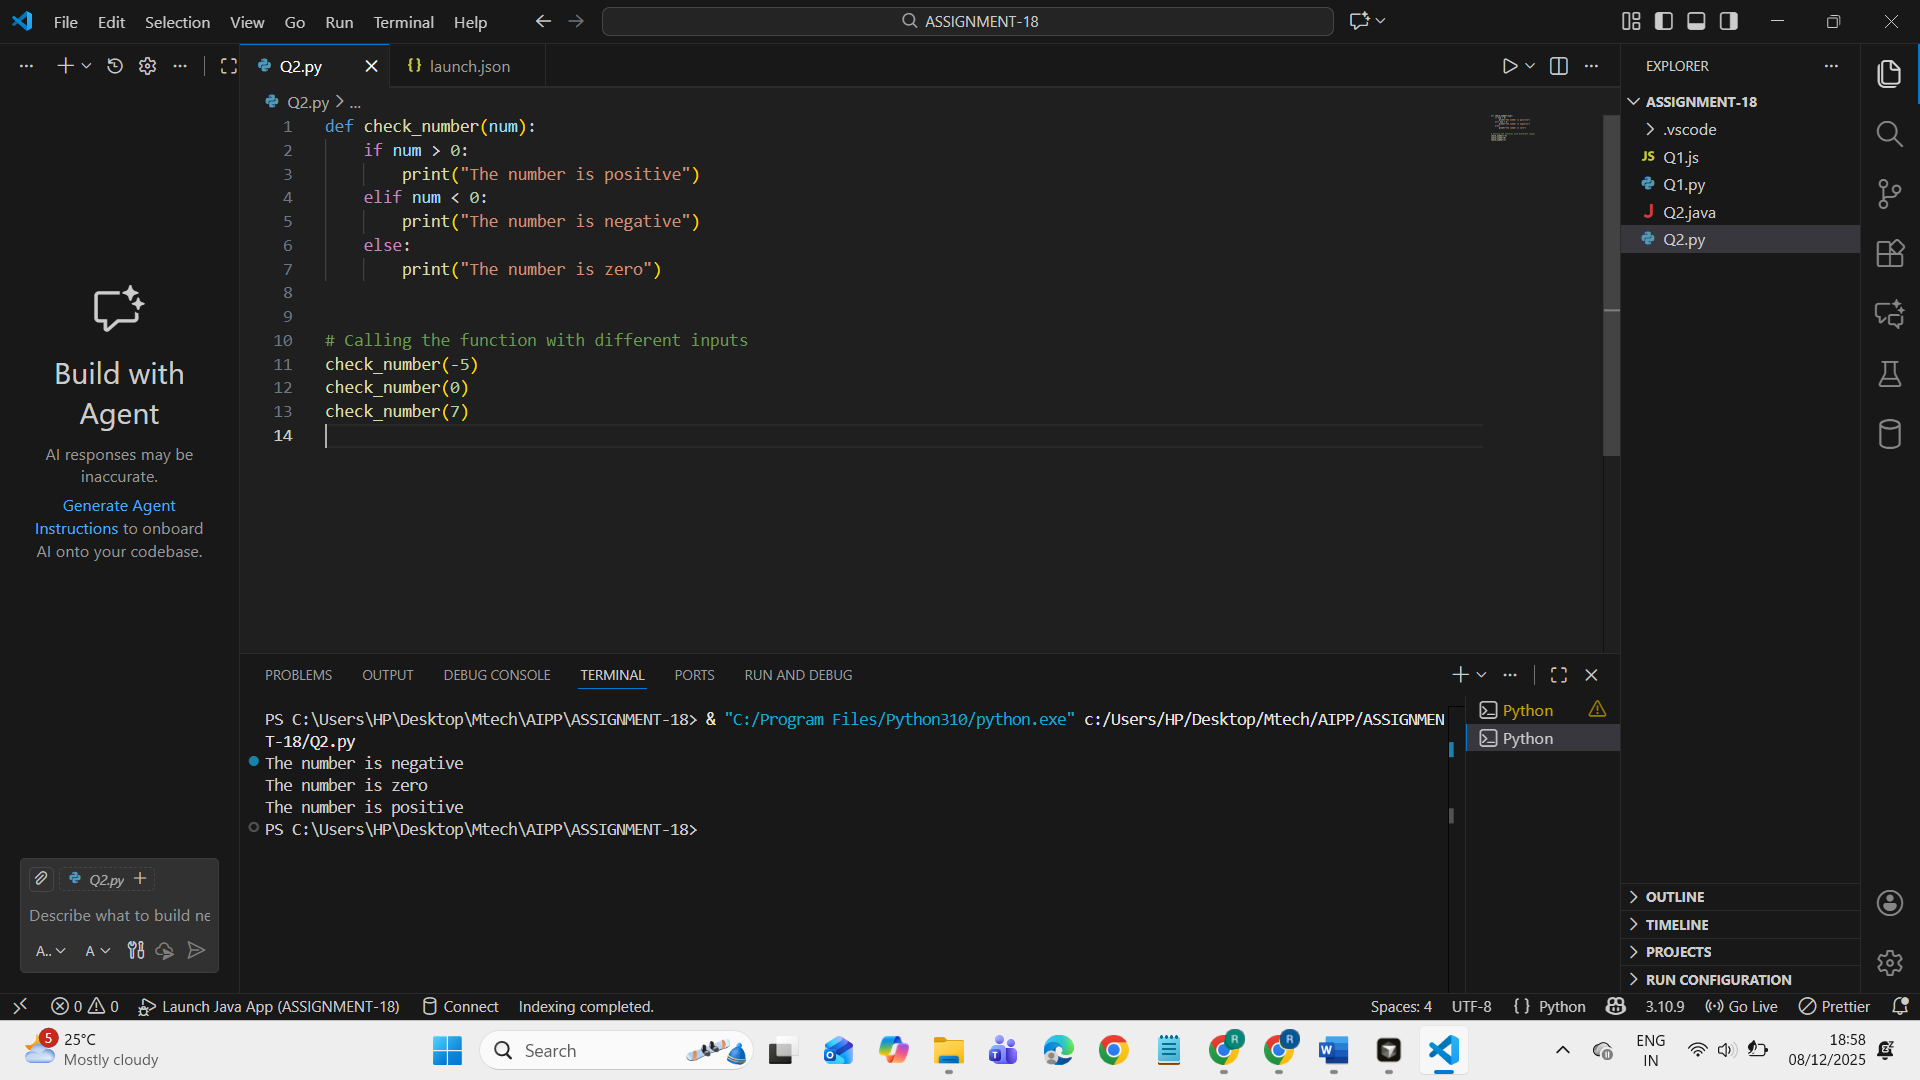 File Edit Selection View Go Run Terminal Help
ASSIGNMENT-18
Q2.py
launch.json
Q2.py > ...
1 def check_number(num):
2 if num > 0:
3 print("The number is positive")
4 elif num < 0:
5 print("The number is negative")
6 else:
7 print("The number is zero")
8
9
10 # Calling the function with different inputs
11 check_number(-5)
12 check_number(0)
13 check_number(7)
14
Build with
Agent
AI responses may be
inaccurate.
Generate Agent
Instructions to onboard
AI onto your codebase.
Q2.py
Describe what to build ne
A..
A
EXPLORER
ASSIGNMENT-18
.vscode
JS Q1.js
Q1.py
J Q2.java
Q2.py
OUTLINE
TIMELINE
PROJECTS
RUN CONFIGURATION
PROBLEMS OUTPUT DEBUG CONSOLE TERMINAL PORTS RUN AND DEBUG
PS C:\Users\HP\Desktop\Mtech\AIPP\ASSIGNMENT-18> & "C:/Program Files/Python310/python.exe" c:/Users/HP/Desktop/Mtech/AIPP/ASSIGNMEN
T-18/Q2.py
The number is negative
The number is zero
The number is positive
PS C:\Users\HP\Desktop\Mtech\AIPP\ASSIGNMENT-18>
Python
Python
0 0 Launch Java App (ASSIGNMENT-18) Connect Indexing completed.
Spaces: 4 UTF-8 {} Python 3.10.9 Go Live Prettier
5
25°C
Mostly cloudy
Search
R
R
ENG
IN
18:58
08/12/2025